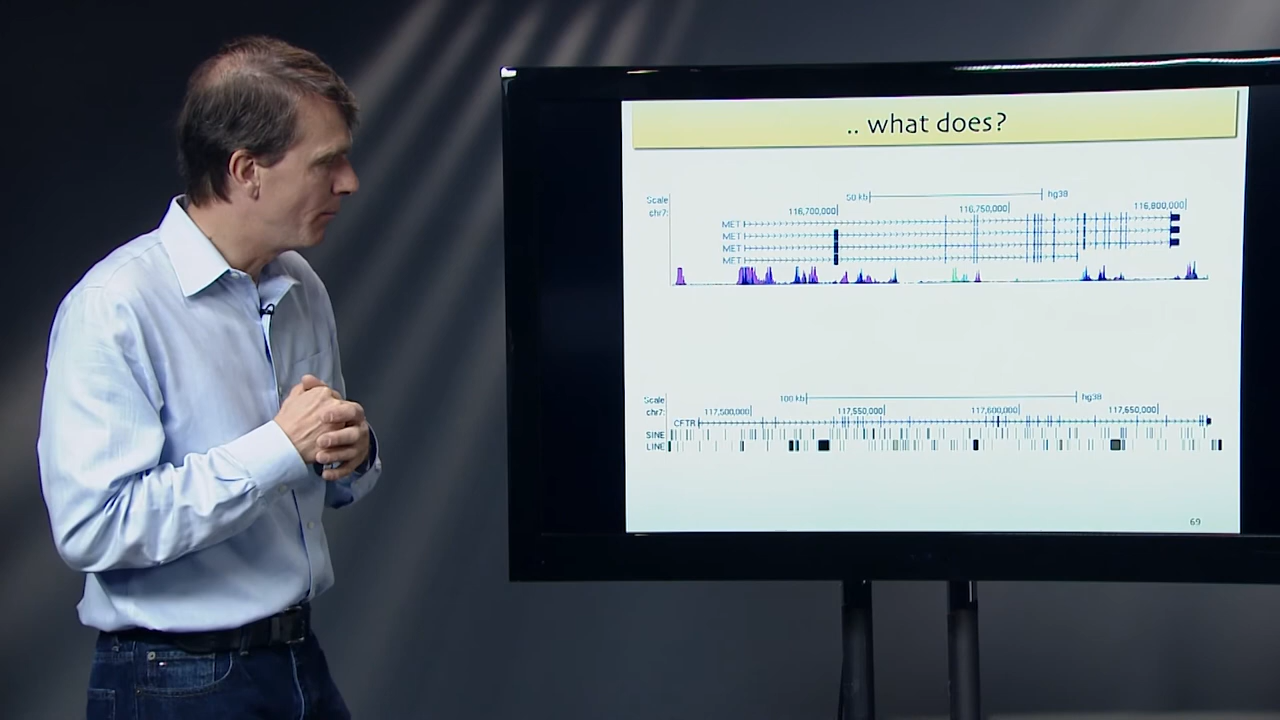 .. what does?
Scale 50 kb hg38
chr7: 116,700,000 116,750,000 116,800,000
MET
MET
MET
MET
Scale 100 kb hg38
chr7: 117,500,000 117,550,000 117,600,000 117,650,000
CFTR
SINE
LINE
69